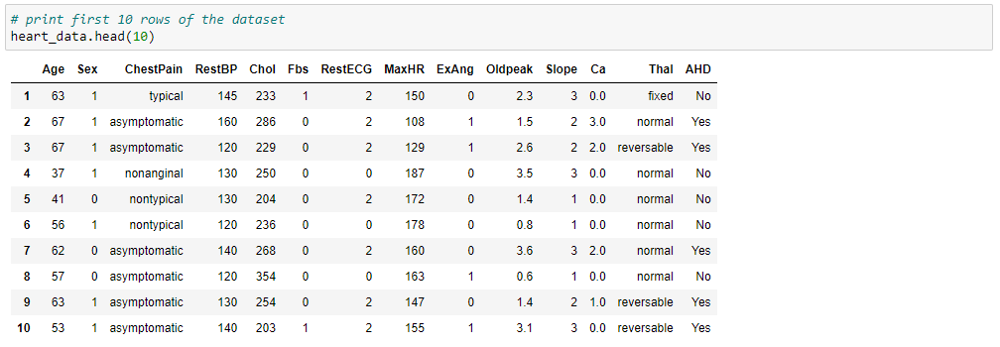 # print first 10 rows of the dataset
heart_data.head(10)
Age Sex ChestPain RestBP Chol Fbs RestECG MaxHR ExAng Oldpeak Slope Ca Thal AHD
1 63 1 typical 145 233 1 2 150 0 2.3 3 0.0 fixed No
2 67 1 asymptomatic 160 286 0 2 108 1 1.5 2 3.0 normal Yes
3 67 1 asymptomatic 120 229 0 2 129 1 2.6 2 2.0 reversable Yes
4 37 1 nonanginal 130 250 0 0 187 0 3.5 3 0.0 normal No
5 41 0 nontypical 130 204 0 2 172 0 1.4 1 0.0 normal No
6 56 1 nontypical 120 236 0 0 178 0 0.8 1 0.0 normal No
7 62 0 asymptomatic 140 268 0 2 160 0 3.6 3 2.0 normal Yes
8 57 0 asymptomatic 120 354 0 0 163 1 0.6 1 0.0 normal No
9 63 1 asymptomatic 130 254 0 2 147 0 1.4 2 1.0 reversable Yes
10 53 1 asymptomatic 140 203 1 2 155 1 3.1 3 0.0 reversable Yes